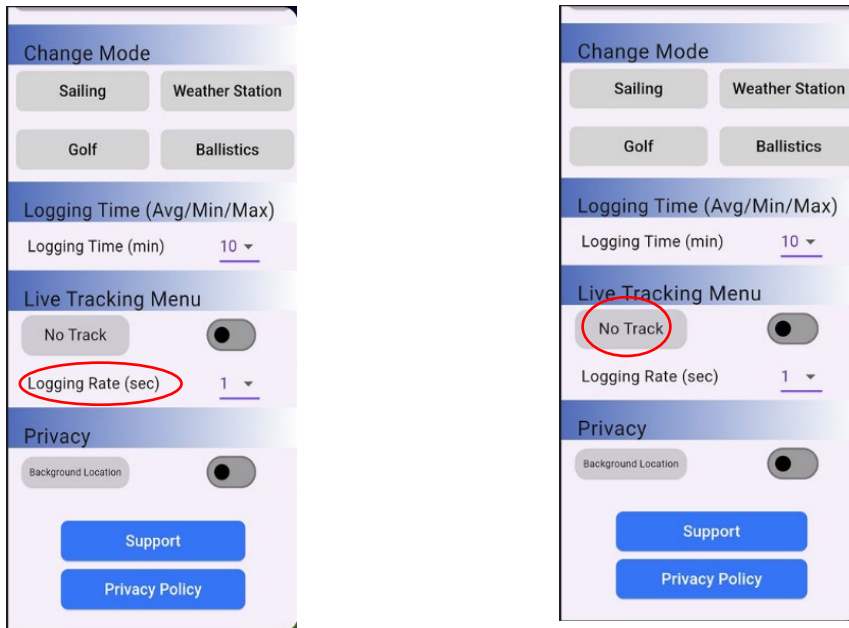 Change Mode
Sailing Weather Station
Golf Ballistics
Logging Time (Avg/Min/Max)
Logging Time (min) 10
Live Tracking Menu
No Track
Logging Rate (sec) 1
Privacy
Background Location
Support
Privacy Policy
Change Mode
Sailing Weather Station
Golf Ballistics
Logging Time (Avg/Min/Max)
Logging Time (min) 10
Live Tracking Menu
No Track
Logging Rate (sec) 1
Privacy
Background Location
Support
Privacy Policy